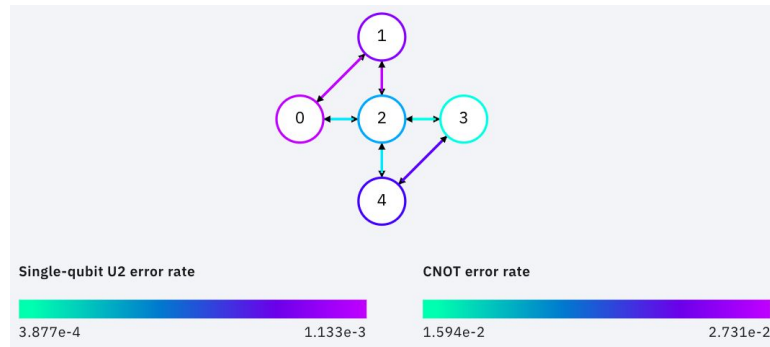 1
0 2 3
4
Single-qubit U2 error rate CNOT error rate
3.877e-4 1.133e-3 1.594e-2 2.731e-2